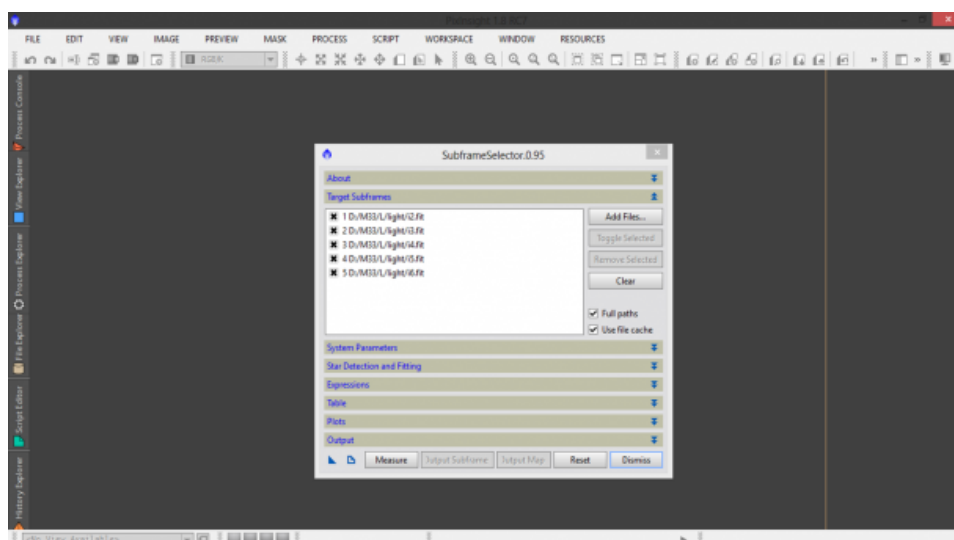 PixInsight 1.8 RC7
FILE EDIT VIEW IMAGE PREVIEW MASK PROCESS SCRIPT WORKSPACE WINDOW RESOURCES
RGB/K
Process Console
View Explorer
Process Explorer
File Explorer
Script Editor
History Explorer
SubframeSelector.0.95
About
Target Subframes
1 D:/M33/L/light/i2.fit
2 D:/M33/L/light/i3.fit
3 D:/M33/L/light/i4.fit
4 D:/M33/L/light/i5.fit
5 D:/M33/L/light/i6.fit
Add Files...
Toggle Selected
Remove Selected
Clear
Full paths
Use file cache
System Parameters
Star Detection and Fitting
Expressions
Table
Plots
Output
Measure Output Subframe Output Map Reset Dismiss
<No View Available>